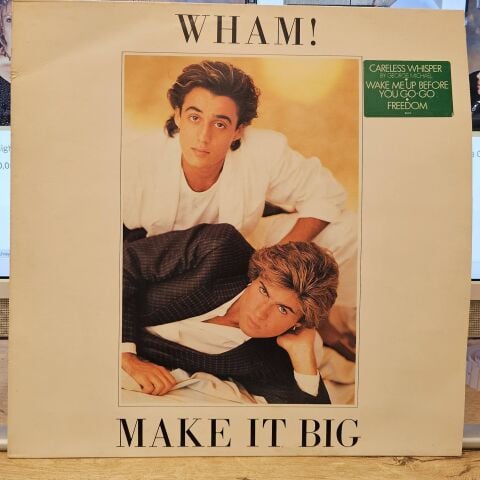 WHAM!
CARELESS WHISPER
BY GEORGE MICHAEL
WAKE ME UP BEFORE
YOU GO-GO
FREEDOM
MAKE IT BIG